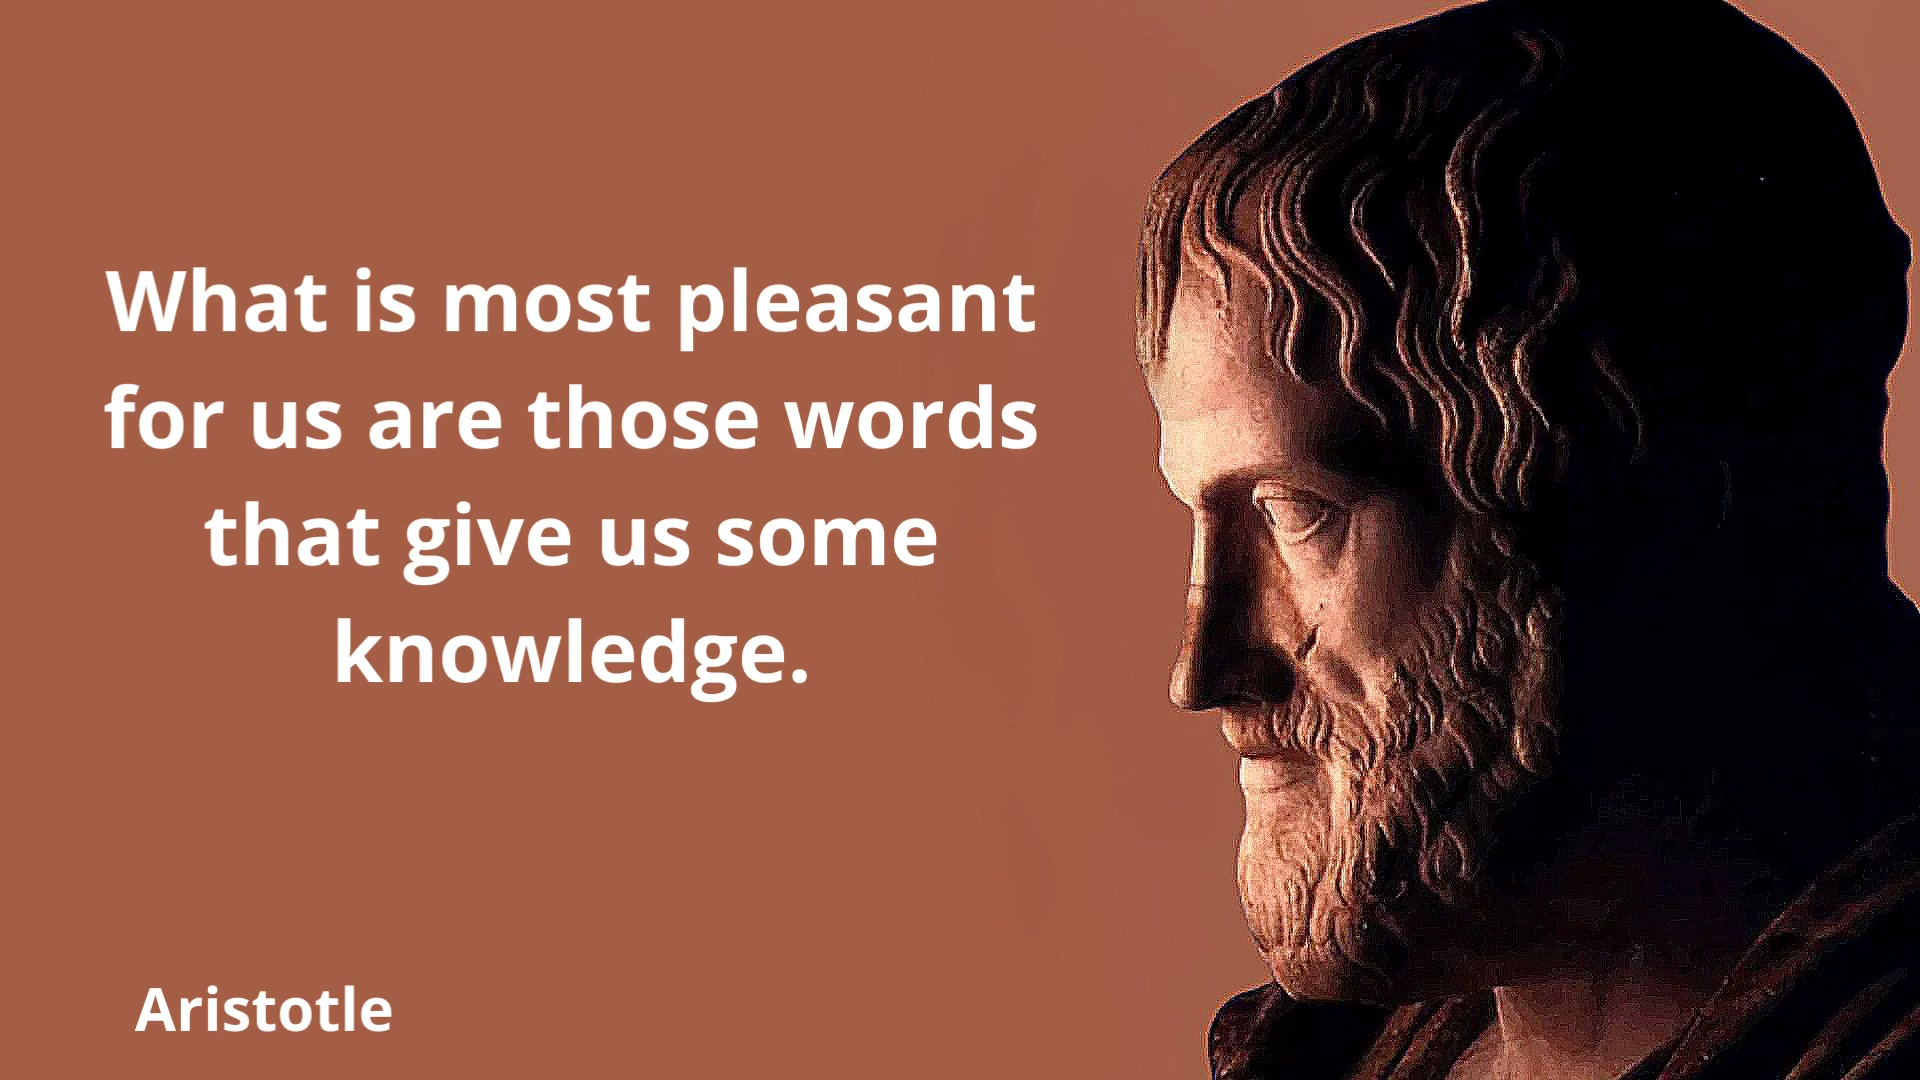 What is most pleasant
for us are those words
that give us some
knowledge.
Aristotle